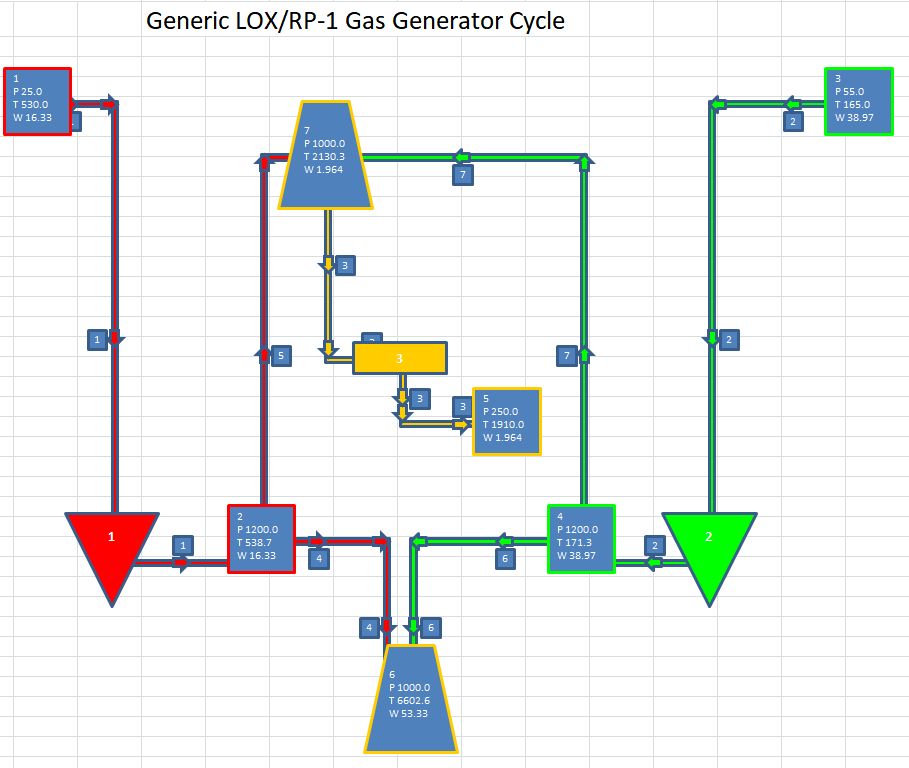 Generic LOX/RP-1 Gas Generator Cycle
1
P 25.0
T 530.0
W 16.33
3
P 55.0
T 165.0
W 38.97
2
7
P 1000.0
T 2130.3
W 1.964
7
3
1
2
5
7
3
3
3
5
P 250.0
T 1910.0
W 1.964
1
1
2
P 1200.0
T 538.7
W 16.33
4
6
4
P 1200.0
T 171.3
W 38.97
2
2
4
6
6
P 1000.0
T 6602.6
W 53.33